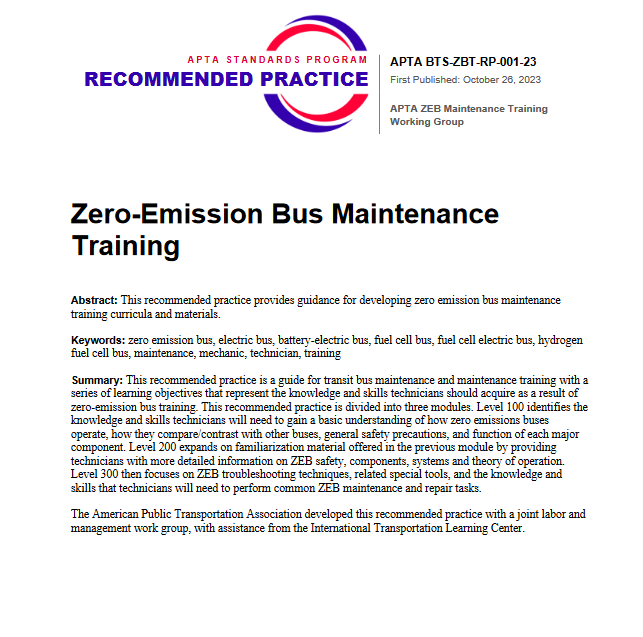 APTA STANDARDS PROGRAM
RECOMMENDED PRACTICE
APTA BTS-ZBT-RP-001-23
First Published: October 26, 2023
APTA ZEB Maintenance Training
Working Group
Zero-Emission Bus Maintenance
Training
Abstract: This recommended practice provides guidance for developing zero emission bus maintenance
training curricula and materials.
Keywords: zero emission bus, electric bus, battery-electric bus, fuel cell bus, fuel cell electric bus, hydrogen
fuel cell bus, maintenance, mechanic, technician, training
Summary: This recommended practice is a guide for transit bus maintenance and maintenance training with a
series of learning objectives that represent the knowledge and skills technicians should acquire as a result of
zero-emission bus training. This recommended practice is divided into three modules. Level 100 identifies the
knowledge and skills technicians will need to gain a basic understanding of how zero emissions buses
operate, how they compare/contrast with other buses, general safety precautions, and function of each major
component. Level 200 expands on familiarization material offered in the previous module by providing
technicians with more detailed information on ZEB safety, components, systems and theory of operation.
Level 300 then focuses on ZEB troubleshooting techniques, related special tools, and the knowledge and
skills that technicians will need to perform common ZEB maintenance and repair tasks.
The American Public Transportation Association developed this recommended practice with a joint labor and
management work group, with assistance from the International Transportation Learning Center.